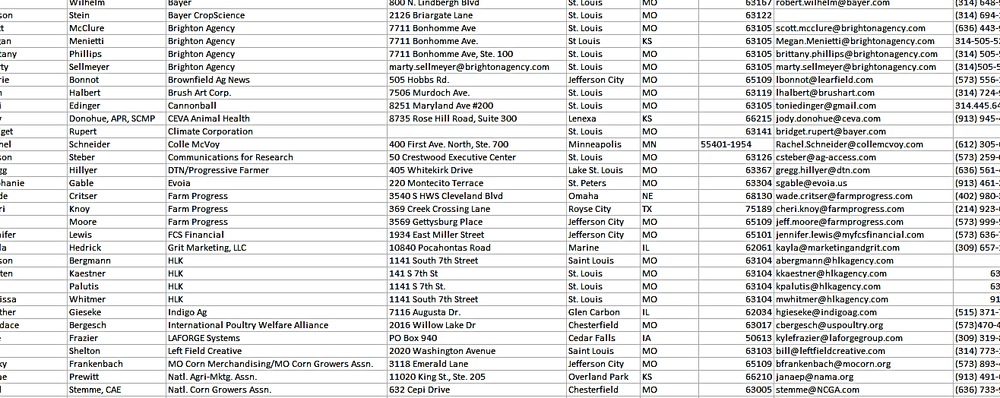 Wilhelm Bayer 800 N. Lindbergh Blvd St. Louis MO 63167 robert.wilhelm@bayer.com (314) 648-
son Stein Bayer CropScience 2126 Briargate Lane St. Louis MO 63122 (314) 694-
tt McClure Brighton Agency 7711 Bonhomme Ave St. Louis MO 63105 scott.mcclure@brightonagency.com (636) 443-
gan Menietti Brighton Agency 7711 Bonhomme Ave. St Louis KS 63105 Megan.Menietti@brightonagency.com 314-505-5
tany Phillips Brighton Agency 7711 Bonhomme Ave, Ste. 100 St. Louis MO 63105 brittany.phillips@brightonagency.com (314) 505-
rty Sellmeyer Brighton Agency marty.sellmeyer@brightonagency.com St. Louis MO 63105 marty.sellmeyer@brightonagency.com (314)505-5
rie Bonnot Brownfield Ag News 505 Hobbs Rd. Jefferson City MO 65109 lbonnot@learfield.com (573) 556-
Halbert Brush Art Corp. 7506 Murdoch Ave. St. Louis MO 63119 lhalbert@brushart.com (314) 724-
i Edinger Cannonball 8251 Maryland Ave #200 St. Louis MO 63105 toniedinger@gmail.com 314.445.64
Donohue, APR, SCMP CEVA Animal Health 8735 Rose Hill Road, Suite 300 Lenexa KS 66215 jody.donohue@ceva.com (913) 945-
get Rupert Climate Corporation St. Louis MO 63141 bridget.rupert@bayer.com
hel Schneider Colle McVoy 400 First Ave. North, Ste. 700 Minneapolis MN 55401-1954 Rachel.Schneider@collemcvoy.com (612) 305-
son Steber Communications for Research 50 Crestwood Executive Center St. Louis MO 63126 csteber@ag-access.com (573) 259-
gg Hillyer DTN/Progressive Farmer 405 Whitekirk Drive Lake St. Louis MO 63367 gregg.hillyer@dtn.com (636) 561-
hanie Gable Evoia 220 Montecito Terrace St. Peters MO 63304 sgable@evoia.us (913) 461-
de Critser Farm Progress 3540 S HWS Cleveland Blvd Omaha NE 68130 wade.critser@farmprogress.com (402) 980-
ri Knoy Farm Progress 369 Creek Crossing Lane Royse City TX 75189 cheri.knoy@farmprogress.com (214) 923-
Moore Farm Progress 3569 Gettysburg Place Jefferson City MO 65109 jeff.moore@farmprogress.com (573) 999-
nifer Lewis FCS Financial 1934 East Miller Street Jefferson City MO 65101 jennifer.lewis@myfcsfinancial.com (573) 636-
la Hedrick Grit Marketing, LLC 10840 Pocahontas Road Marine IL 62061 kayla@marketingandgrit.com (309) 657-
son Bergmann HLK 1141 South 7th Street Saint Louis MO 63104 abergmann@hlkagency.com
ten Kaestner HLK 141 S 7th St St. Louis MO 63104 kkaestner@hlkagency.com 63
Palutis HLK 1141 S 7th St. St. Louis MO 63104 kpalutis@hlkagency.com 63
issa Whitmer HLK 1141 South 7th Street St. Louis MO 63104 mwhitmer@hlkagency.com 91
ther Gieseke Indigo Ag 7116 Augusta Dr. Glen Carbon IL 62034 hgieseke@indigoag.com (515) 371-
dace Bergesch International Poultry Welfare Alliance 2016 Willow Lake Dr Chesterfield MO 63017 cbergesch@uspoultry.org (573)470-4
e Frazier LAFORGE Systems PO Box 940 Cedar Falls IA 50613 kylefrazier@laforgegroup.com (309) 319-
Shelton Left Field Creative 2020 Washington Avenue Saint Louis MO 63103 bill@leftfieldcreative.com (314) 773-
ky Frankenbach MO Corn Merchandising/MO Corn Growers Assn. 3118 Emerald Lane Jefferson City MO 65109 bfrankenbach@mocorn.org (573) 893-
ae Prewitt Natl. Agri-Mktg. Assn. 11020 King St., Ste. 205 Overland Park KS 66210 janaep@nama.org (913) 491-
Stemme, CAE Natl. Corn Growers Assn. 632 Cepi Drive Chesterfield MO 63005 stemme@NCGA.com (636) 733-